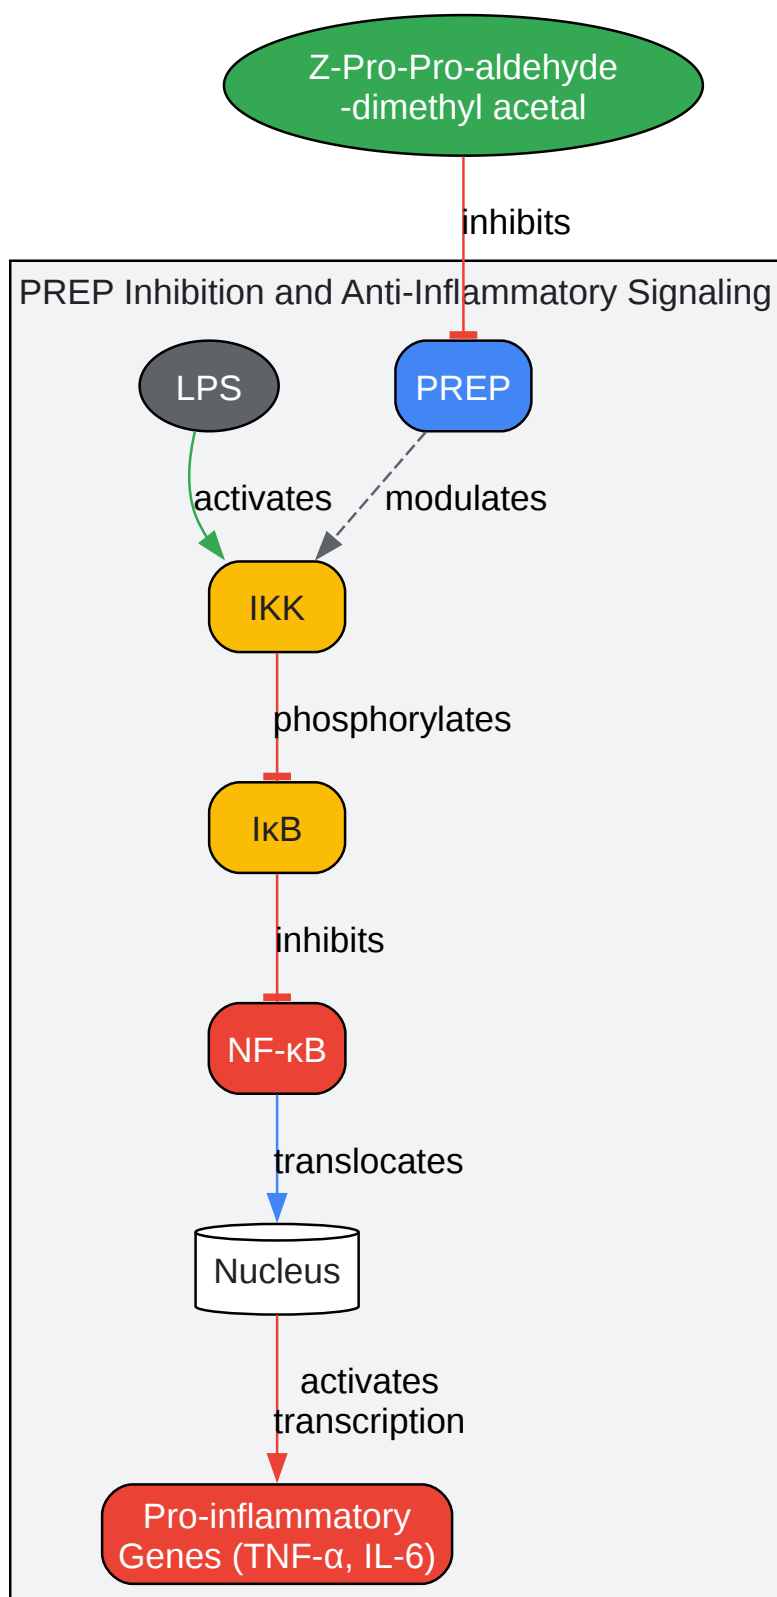 Z-Pro-Pro-aldehyde
-dimethyl acetal
inhibits
PREP Inhibition and Anti-Inflammatory Signaling
LPS
PREP
activates
modulates
IKK
phosphorylates
IκB
inhibits
NF-κB
translocates
Nucleus
activates
transcription
Pro-inflammatory
Genes (TNF-α, IL-6)